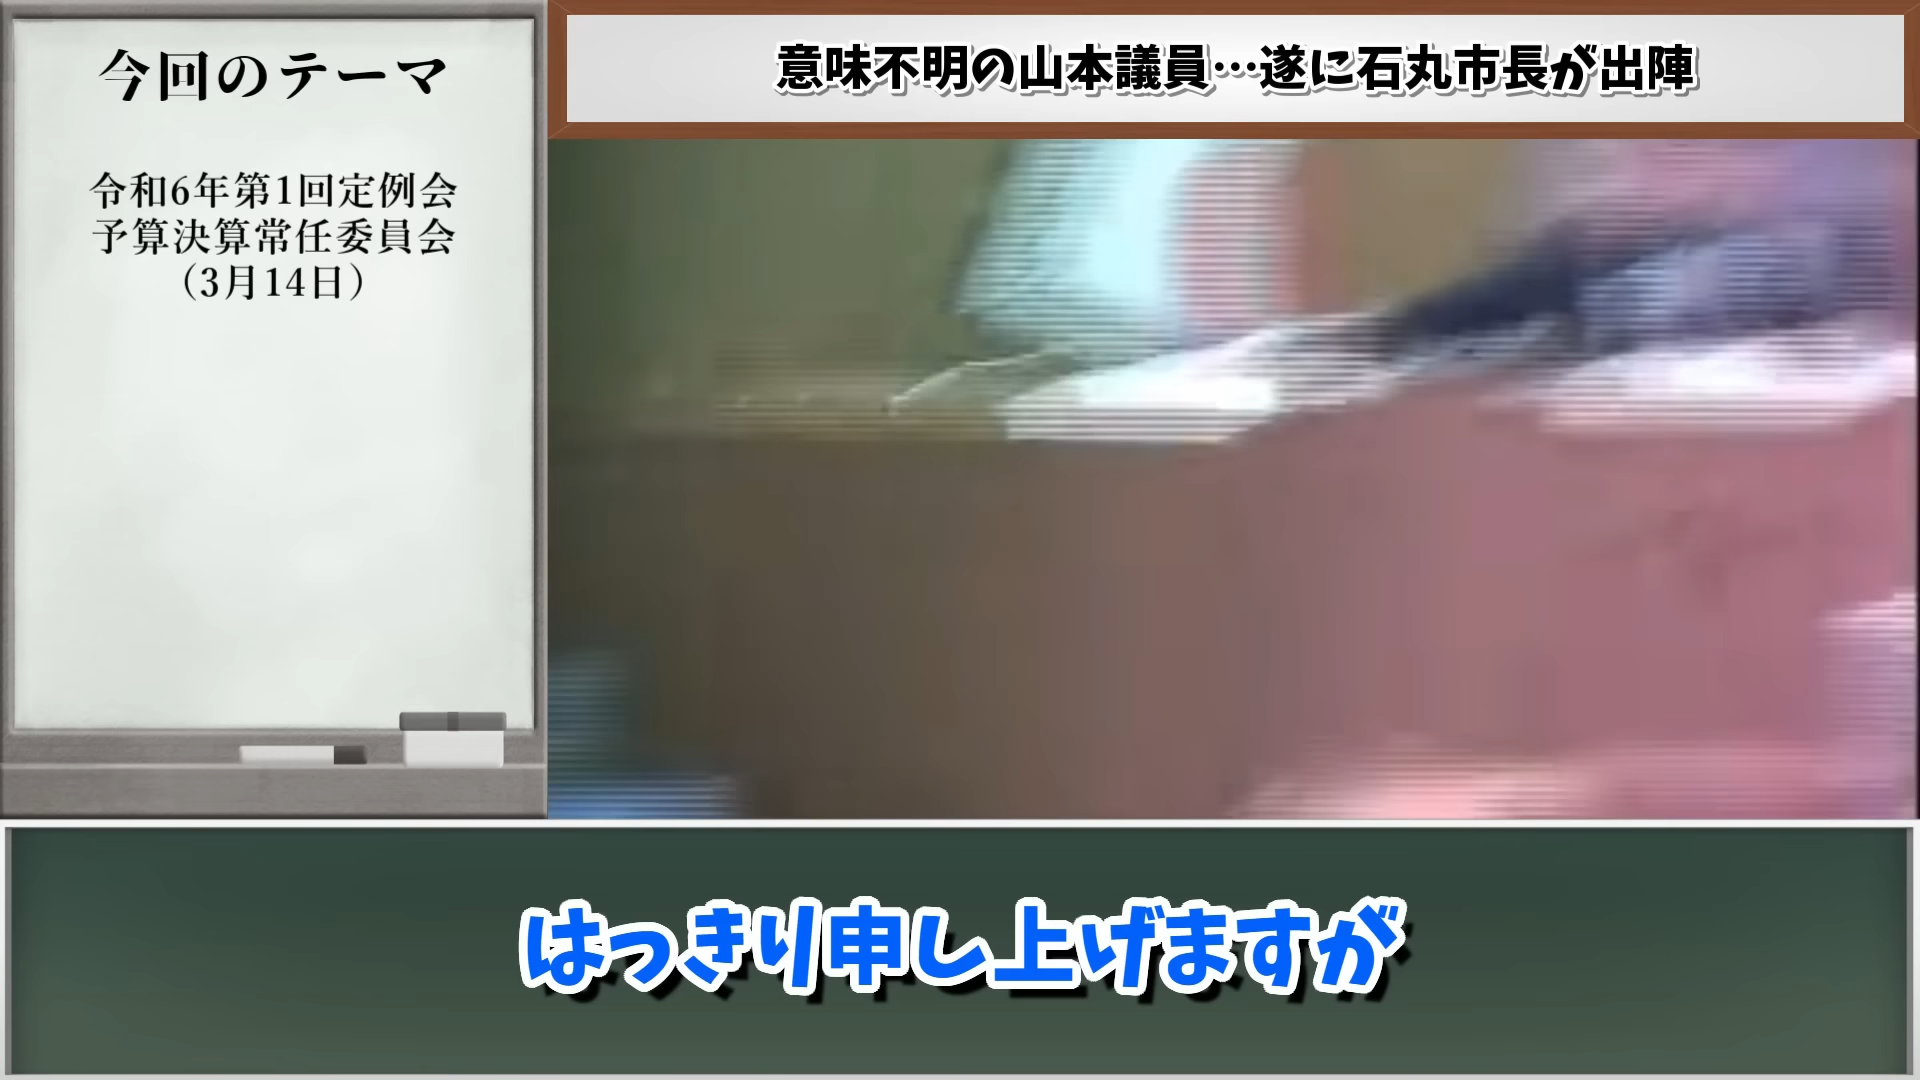 今回のテーマ
令和6年第1回定例会
予算決算常任委員会
（3月14日）
意味不明の山本議員…遂に石丸市長が出陣
はっきり申し上げますが